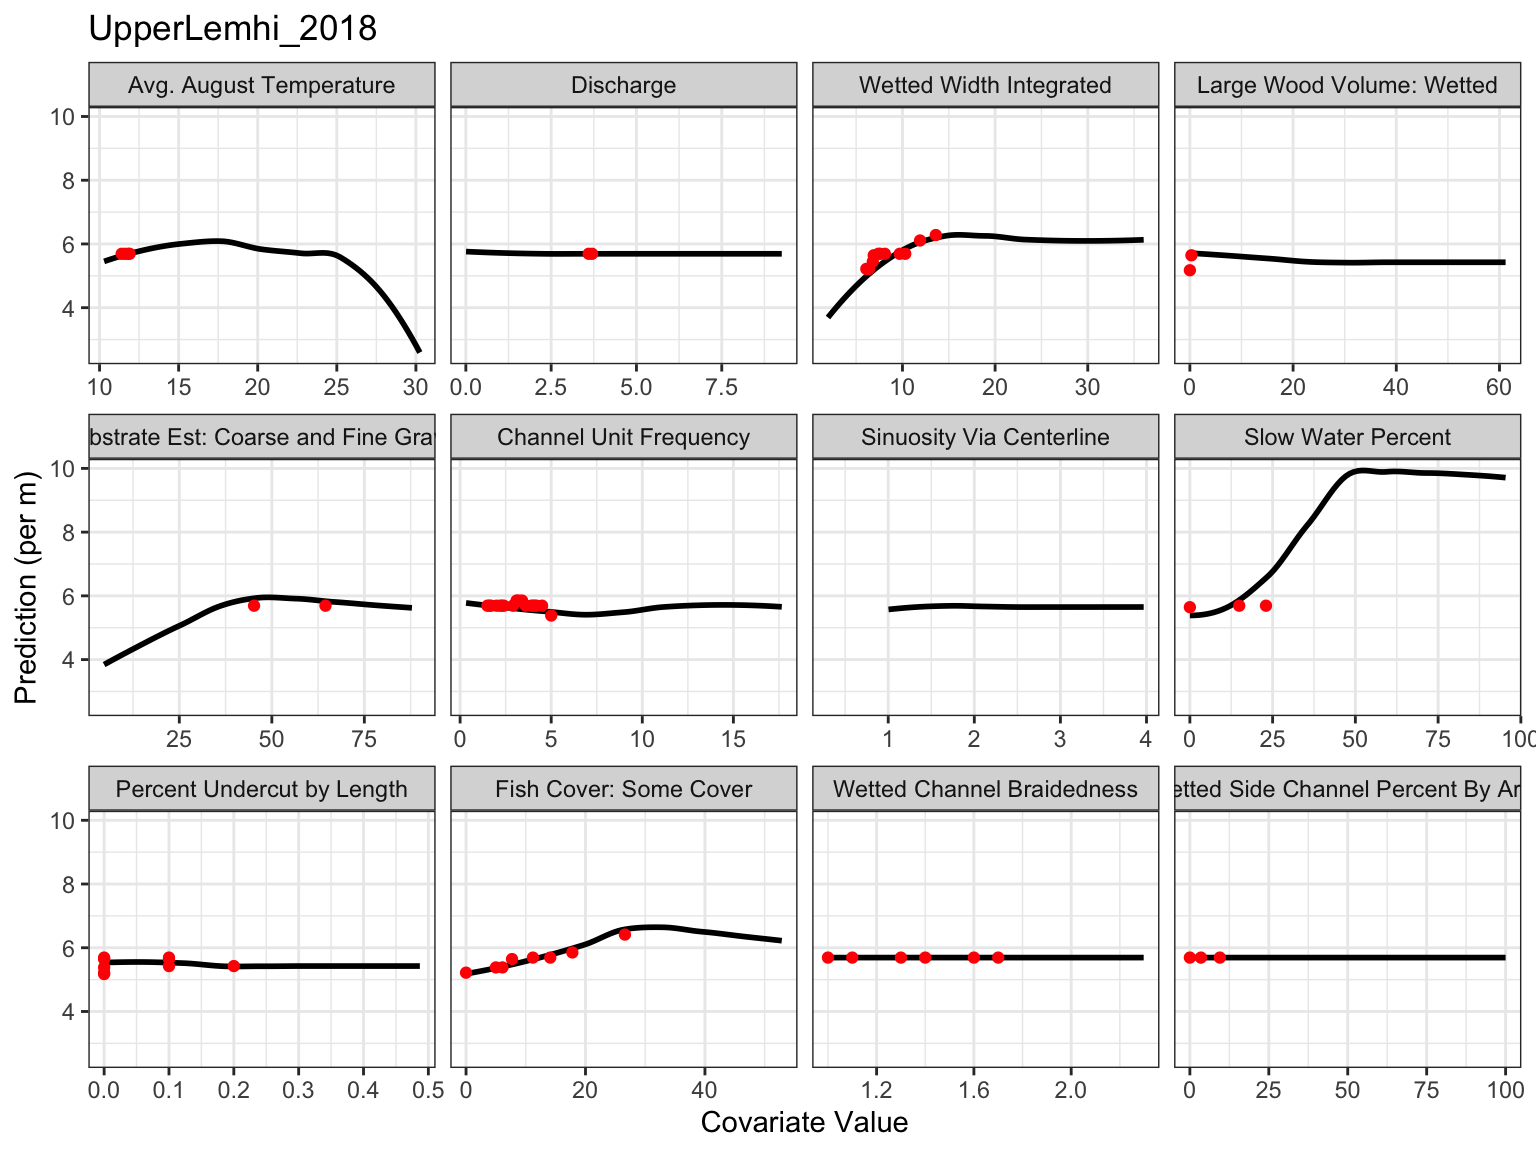 UpperLemhi_2018
Avg. August Temperature
Discharge
Wetted Width Integrated
Large Wood Volume: Wetted
10
8
6
4
10 15 20 25 30
0.0 2.5 5.0 7.5
10 20 30
0 20 40 60
bstrate Est: Coarse and Fine Gra
Channel Unit Frequency
Sinuosity Via Centerline
Slow Water Percent
10
8
6
4
25 50 75
0 5 10 15
1 2 3 4
0 25 50 75 100
Percent Undercut by Length
Fish Cover: Some Cover
Wetted Channel Braidedness
etted Side Channel Percent By Ar
10
8
6
4
0.0 0.1 0.2 0.3 0.4 0.5
0 20 40
1.2 1.6 2.0
0 25 50 75 100
Prediction (per m)
Covariate Value